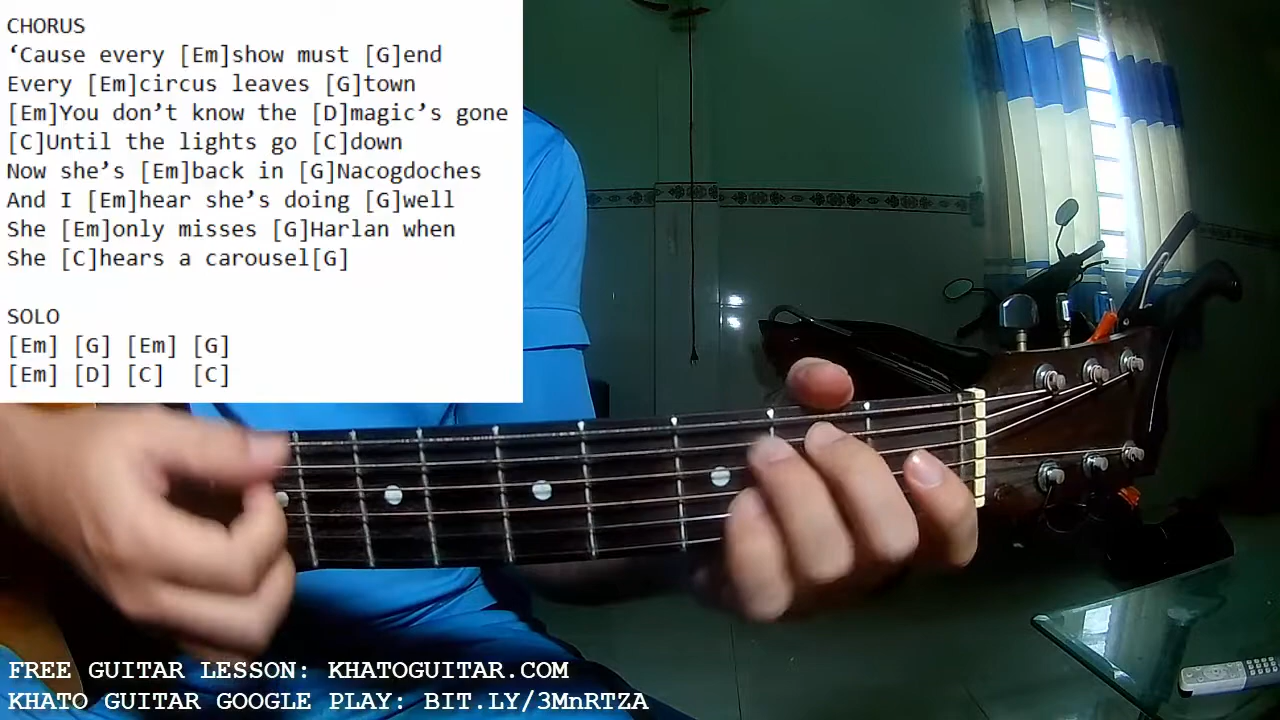 CHORUS
‘Cause every [Em]show must [G]end
Every [Em]circus leaves [G]town
[Em]You don’t know the [D]magic’s gone
[C]Until the lights go [C]down
Now she’s [Em]back in [G]Nacogdoches
And I [Em]hear she’s doing [G]well
She [Em]only misses [G]Harlan when
She [C]hears a carousel[G]
SOLO
[Em] [G] [Em] [G]
[Em] [D] [C] [C]
FREE GUITAR LESSON: KHATOGUITAR.COM
KHATO GUITAR GOOGLE PLAY: BIT.LY/3MnRTZA